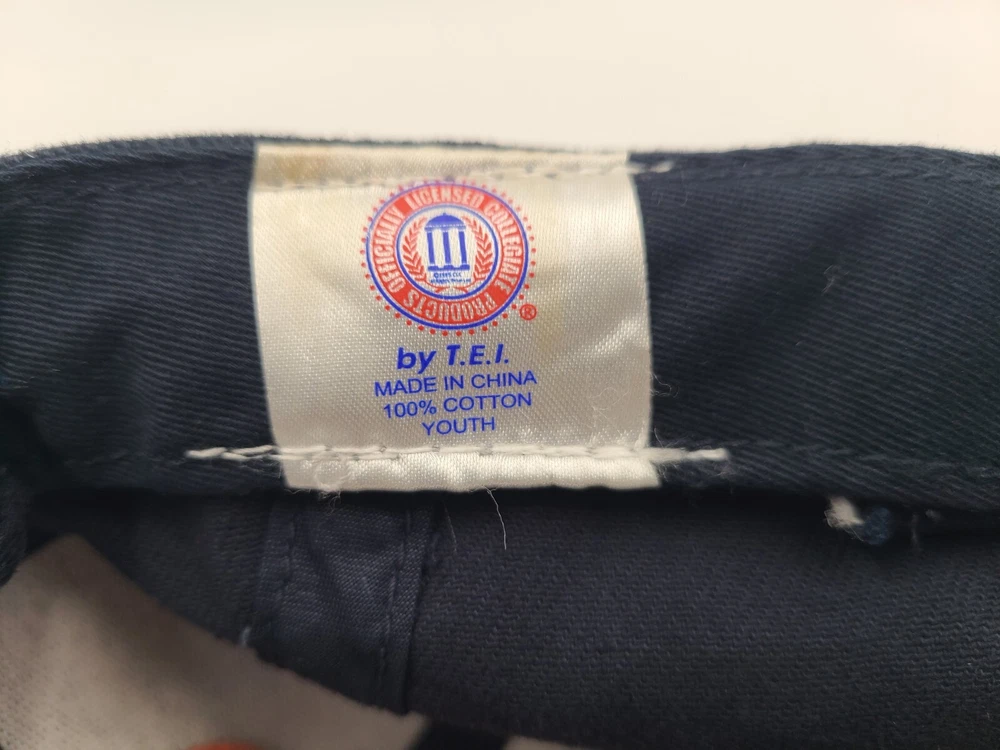 OFFICIALLY LICENSED COLLEGIATE PRODUCTS
®
by T.E.I.
MADE IN CHINA
100% COTTON
YOUTH